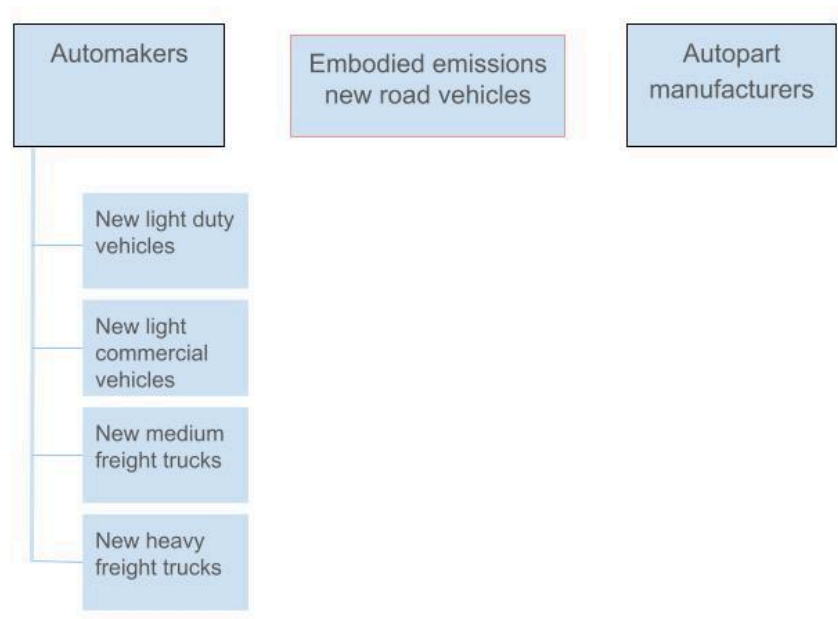 Automakers
Embodied emissions
new road vehicles
Autopart
manufacturers
New light duty
vehicles
New light
commercial
vehicles
New medium
freight trucks
New heavy
freight trucks